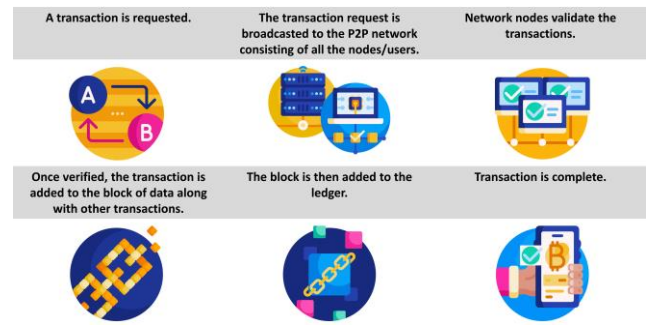 A transaction is requested.
The transaction request is
broadcasted to the P2P network
consisting of all the nodes/users.
Network nodes validate the
transactions.
A
B
Once verified, the transaction is
added to the block of data along
with other transactions.
The block is then added to the
ledger.
Transaction is complete.